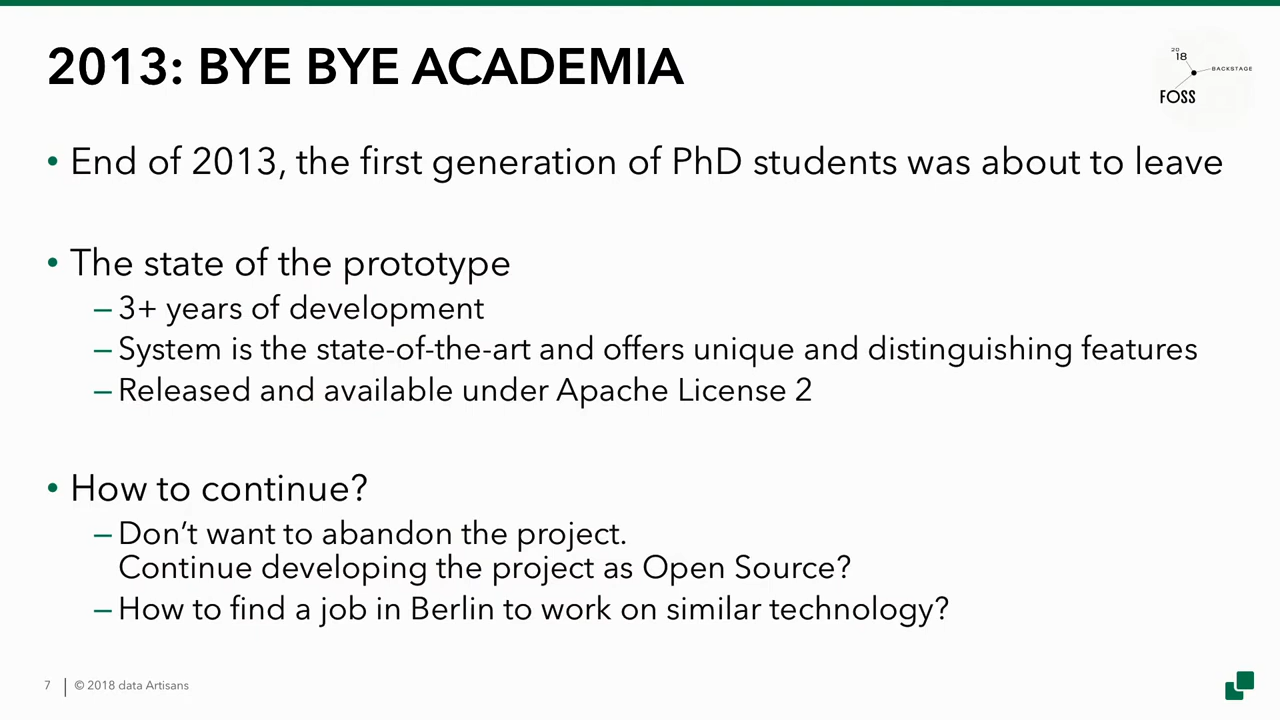 2013: BYE BYE ACADEMIA
20
18
BACKSTAGE
FOSS
• End of 2013, the first generation of PhD students was about to leave
• The state of the prototype
– 3+ years of development
– System is the state-of-the-art and offers unique and distinguishing features
– Released and available under Apache License 2
• How to continue?
– Don’t want to abandon the project.
Continue developing the project as Open Source?
– How to find a job in Berlin to work on similar technology?
7 | © 2018 data Artisans